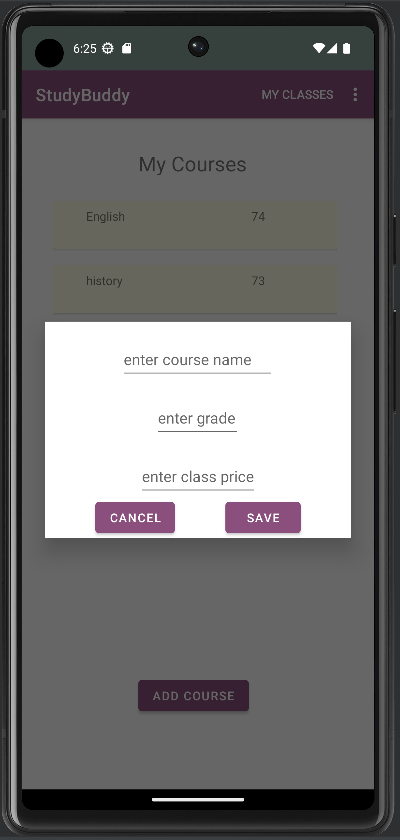 6:25
StudyBuddy MY CLASSES
My Courses
English 74
history 73
enter course name
enter grade
enter class price
CANCEL SAVE
ADD COURSE